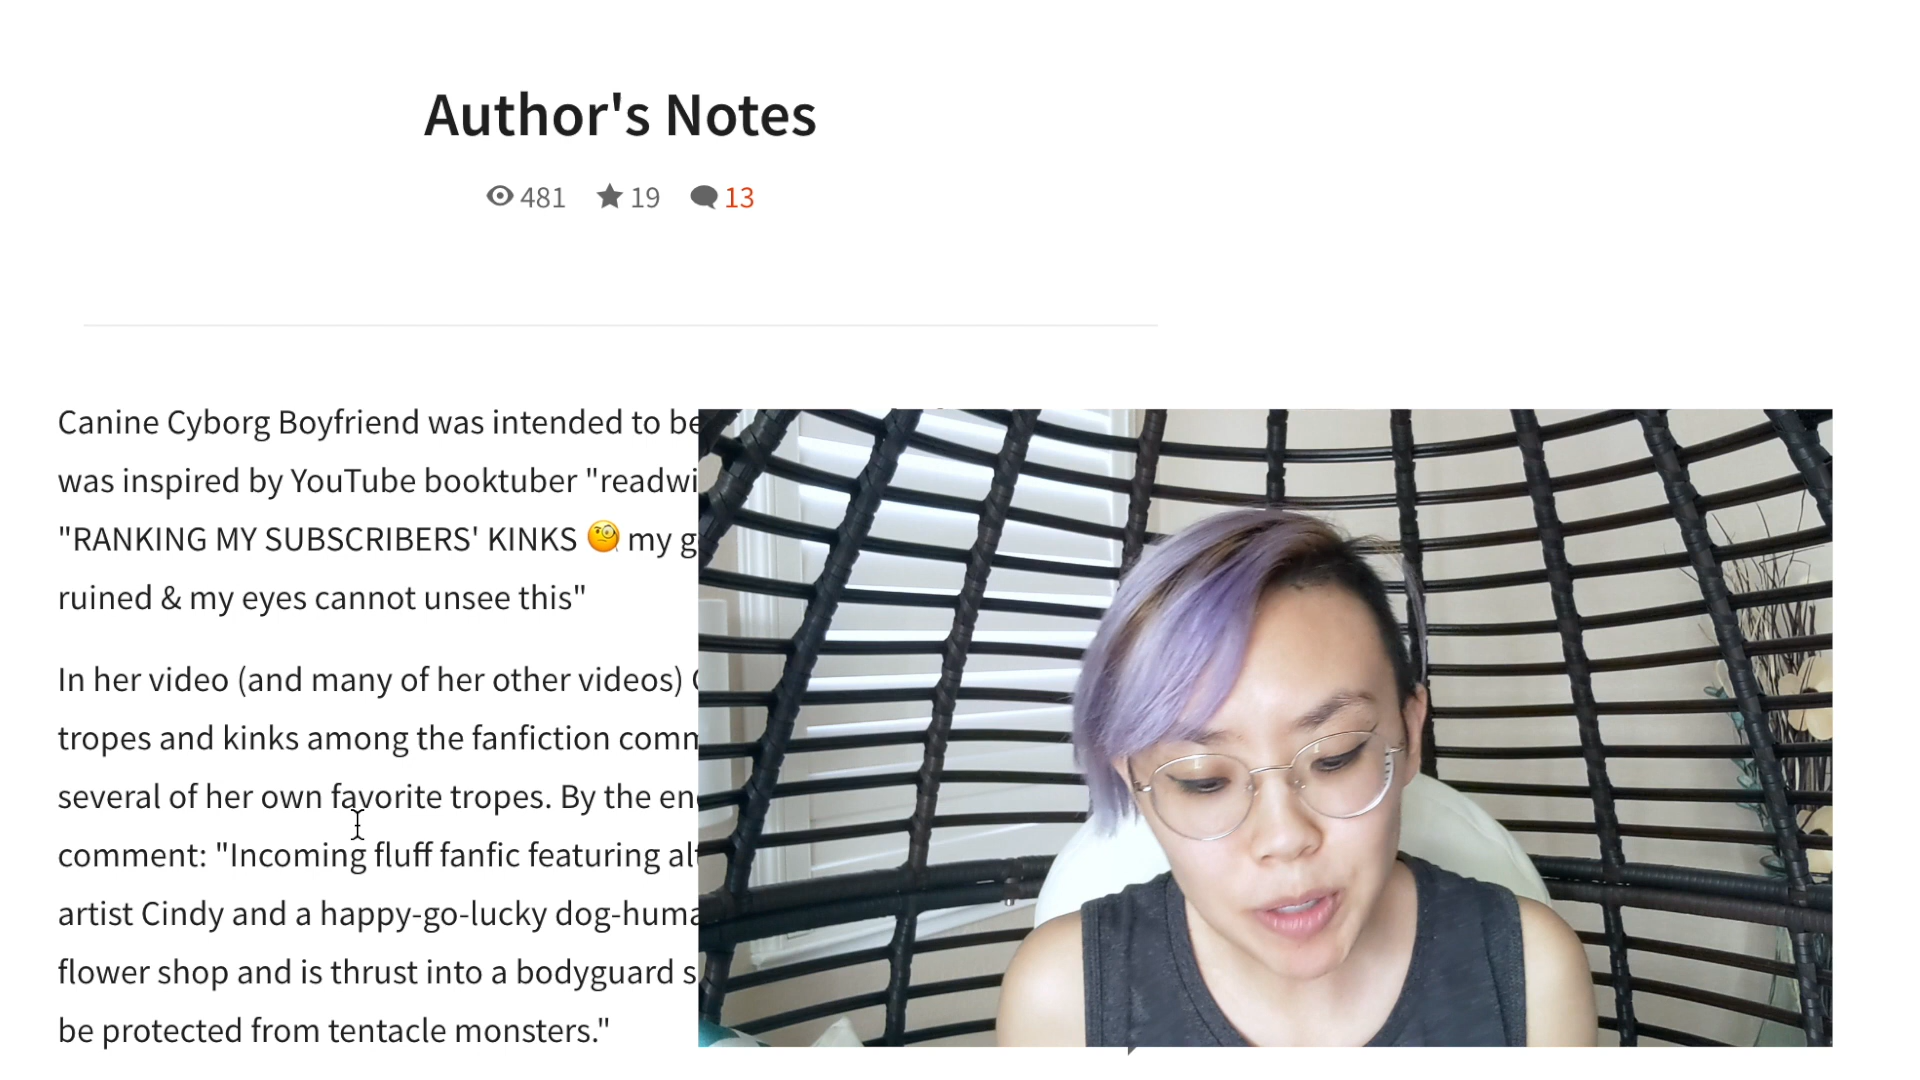 Author's Notes
481 19 13
Canine Cyborg Boyfriend was intended to be
was inspired by YouTube booktuber "readwi
"RANKING MY SUBSCRIBERS' KINKS 🧐 my g
ruined & my eyes cannot unsee this"
In her video (and many of her other videos)
tropes and kinks among the fanfiction comm
several of her own favorite tropes. By the en
comment: "Incoming fluff fanfic featuring alt
artist Cindy and a happy-go-lucky dog-huma
flower shop and is thrust into a bodyguard s
be protected from tentacle monsters."